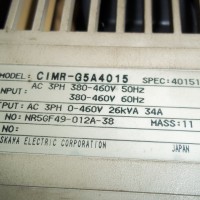 MODEL: CIMR-G5A4015 SPEC: 40151
INPUT: AC 3PH 380-460V 50Hz
380-460V 60Hz
TPUT: AC 3PH 0-460V 26kVA 34A
NO: NR5GF49-012A-38 MASS: 11
NO:
SKAWA ELECTRIC CORPORATION JAPAN